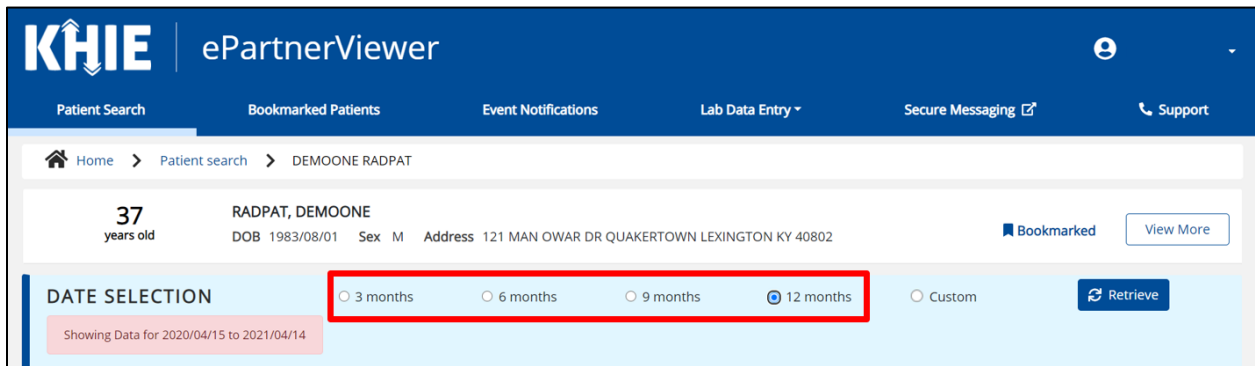 KHIE ePartnerViewer
Patient Search Bookmarked Patients Event Notifications Lab Data Entry Secure Messaging Support
Home Patient search DEMOONE RADPAT
37
years old
RADPAT, DEMOONE
DOB 1983/08/01 Sex M Address 121 MAN OWAR DR QUAKERTOWN LEXINGTON KY 40802
Bookmarked View More
DATE SELECTION 3 months 6 months 9 months 12 months Custom Retrieve
Showing Data for 2020/04/15 to 2021/04/14